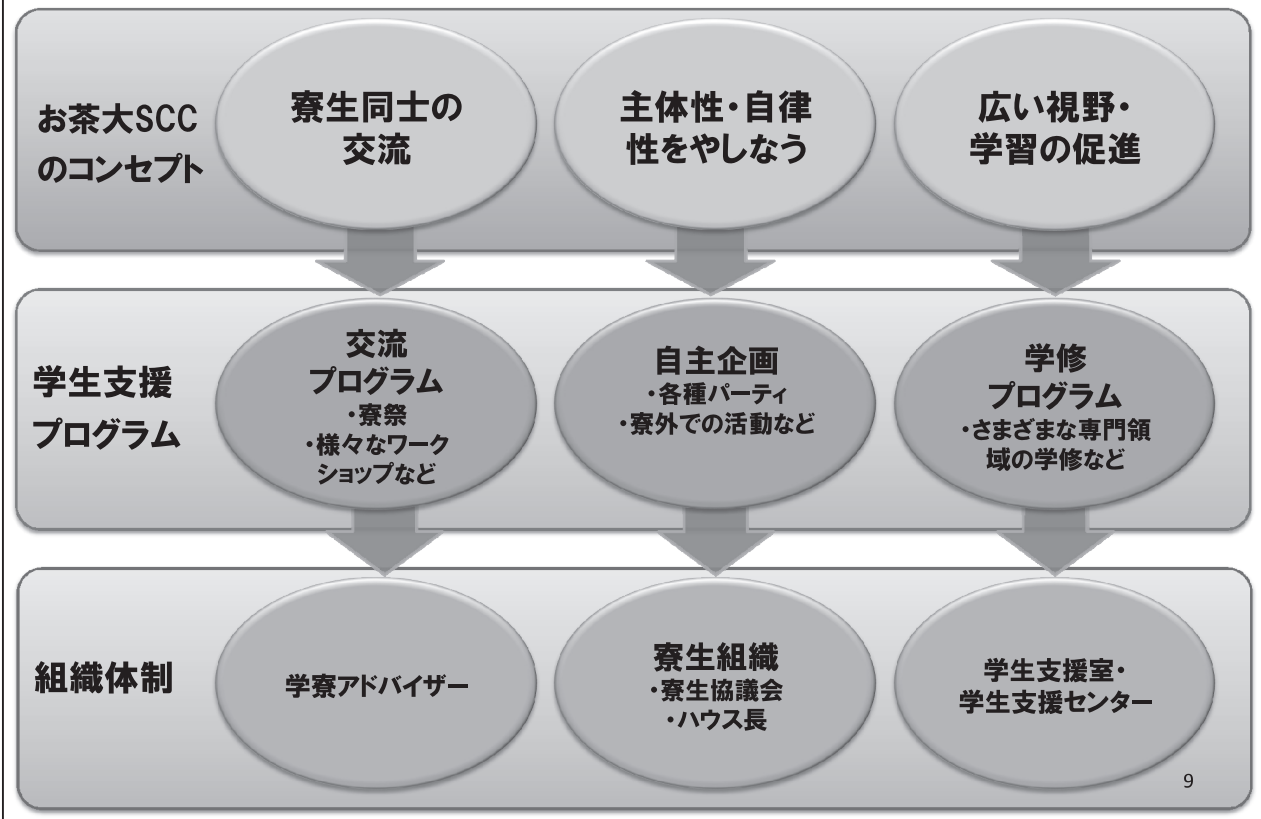 お茶大SCC
のコンセプト
寮生同士の
交流
主体性・自律
性をやしなう
広い視野・
学習の促進
学生支援
プログラム
交流
プログラム
・寮祭
・様々なワーク
ショップなど
自主企画
・各種パーティ
・寮外での活動など
学修
プログラム
・さまざまな専門領
域の学修など
組織体制
学寮アドバイザー
寮生組織
・寮生協議会
・ハウス長
学生支援室・
学生支援センター
9